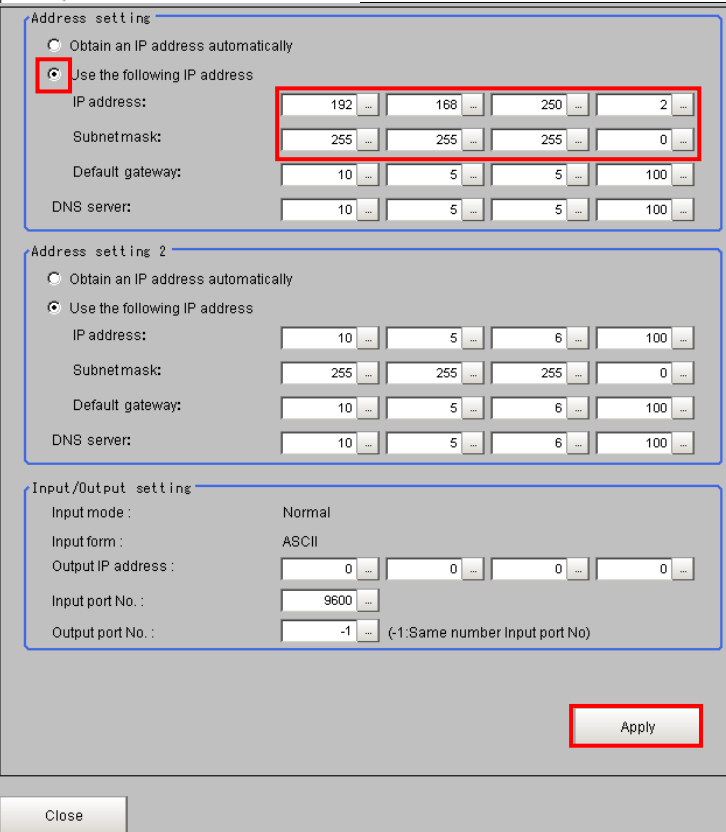 Address setting
Obtain an IP address automatically
Use the following IP address
IP address: 192 ... 168 ... 250 ... 2 ...
Subnet mask: 255 ... 255 ... 255 ... 0 ...
Default gateway: 10 ... 5 ... 5 ... 100 ...
DNS server: 10 ... 5 ... 5 ... 100 ...
Address setting 2
Obtain an IP address automatically
Use the following IP address
IP address: 10 ... 5 ... 6 ... 100 ...
Subnet mask: 255 ... 255 ... 255 ... 0 ...
Default gateway: 10 ... 5 ... 6 ... 100 ...
DNS server: 10 ... 5 ... 6 ... 100 ...
Input/Output setting
Input mode : Normal
Input form : ASCII
Output IP address : 0 ... 0 ... 0 ... 0 ...
Input port No. : 9600 ...
Output port No. : -1 ... (-1:Same number Input port No)
Apply
Close